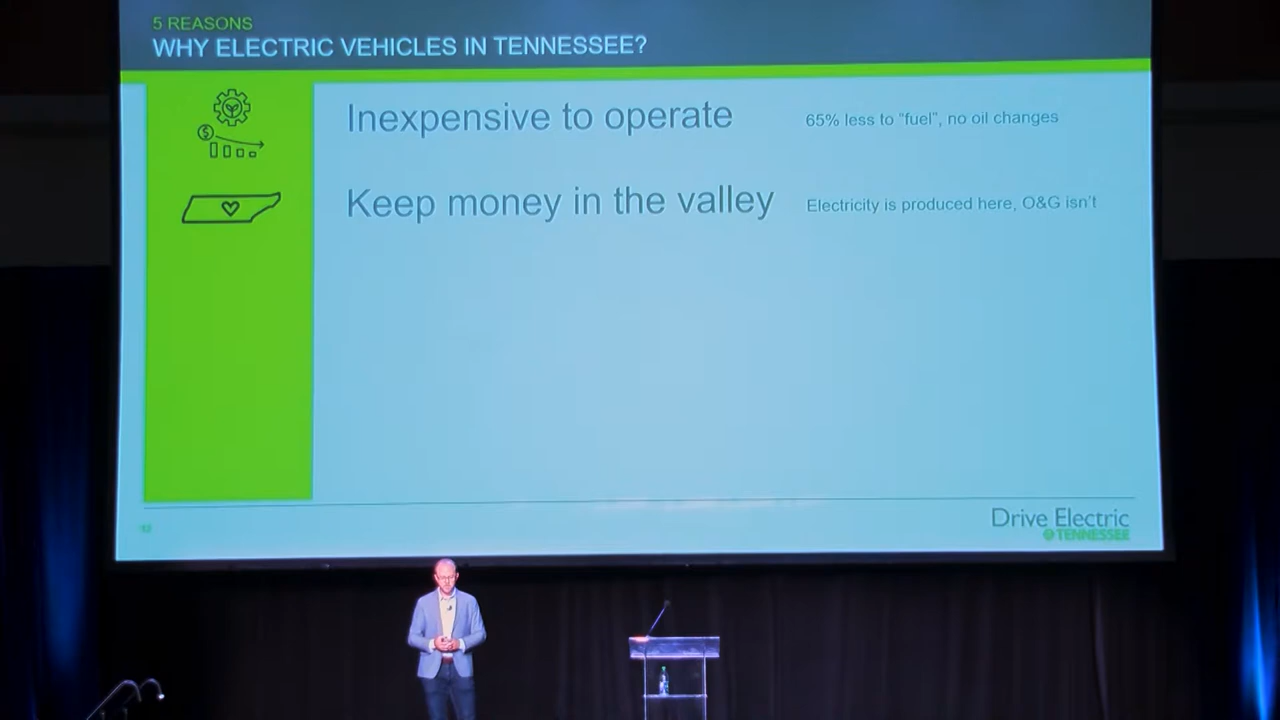 5 REASONS
WHY ELECTRIC VEHICLES IN TENNESSEE?
$
Inexpensive to operate
65% less to “fuel”, no oil changes
Keep money in the valley
Electricity is produced here, O&G isn’t
Drive Electric
TENNESSEE